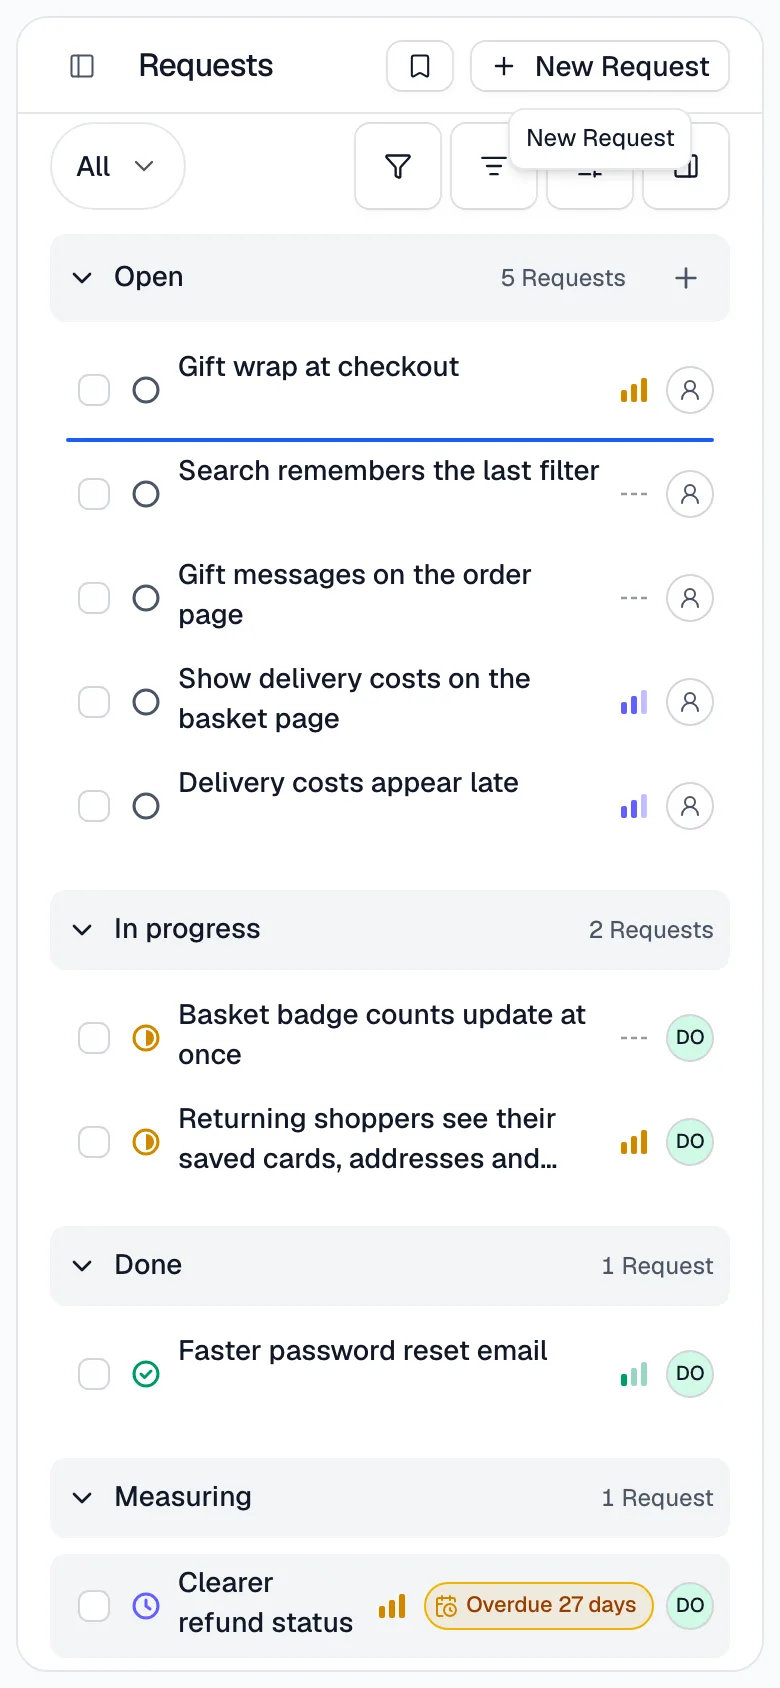 Requests
New Request
New Request
All
Open
5 Requests
Gift wrap at checkout
Search remembers the last filter
Gift messages on the order
page
Show delivery costs on the
basket page
Delivery costs appear late
In progress
2 Requests
Basket badge counts update at
once
DO
Returning shoppers see their
saved cards, addresses and...
DO
Done
1 Request
Faster password reset email
DO
Measuring
1 Request
Clearer
refund status
Overdue 27 days
DO